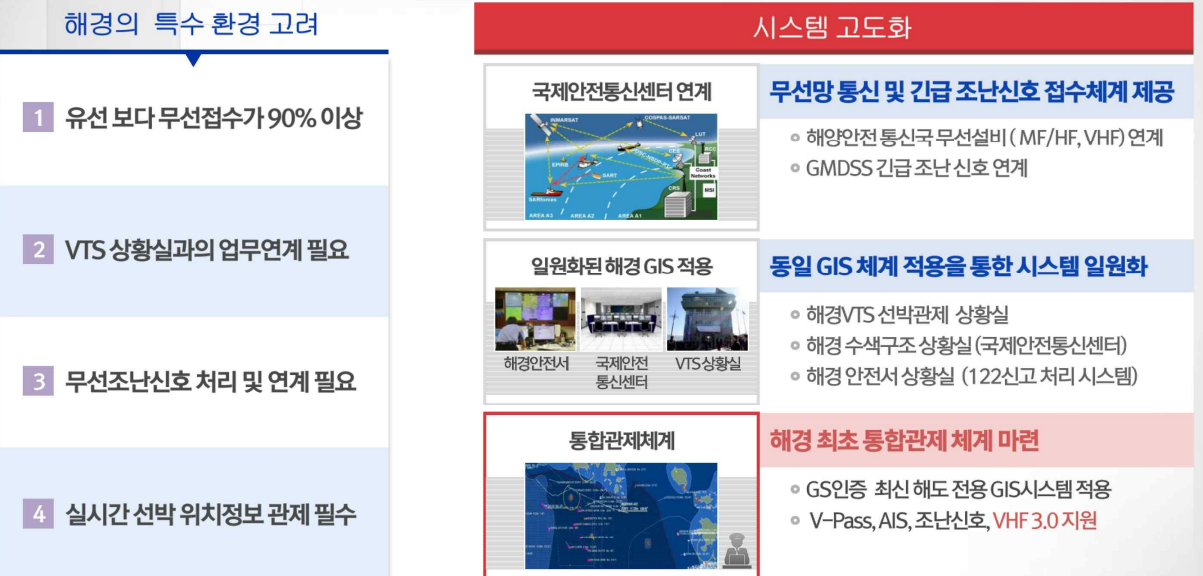 해경의 특수 환경 고려
1 유선 보다 무선접수가 90% 이상
2 VTS 상황실과의 업무연계 필요
3 무선조난신호 처리 및 연계 필요
4 실시간 선박 위치정보 관제 필수
시스템 고도화
국제안전통신센터 연계
INMARSAT
COSPAS-SARSAT
LUT
EPIRB
SART
CES
RCC
Coast
Networks
MSI
CRS
AREA A3
AREA A2
AREA A1
무선망 통신 및 긴급 조난신호 접수체계 제공
해양안전 통신국 무선설비 ( MF/HF, VHF) 연계
GMDSS 긴급 조난 신호 연계
일원화된 해경 GIS 적용
해경안전서
국제안전
통신센터
VTS상황실
동일 GIS 체계 적용을 통한 시스템 일원화
해경VTS 선박관제 상황실
해경 수색구조 상황실 (국제안전통신센터)
해경 안전서 상황실 (122신고 처리 시스템)
통합관제체계
해경 최초 통합관제 체계 마련
GS인증 최신 해도 전용 GIS시스템 적용
V-Pass, AIS, 조난신호, VHF 3.0 지원